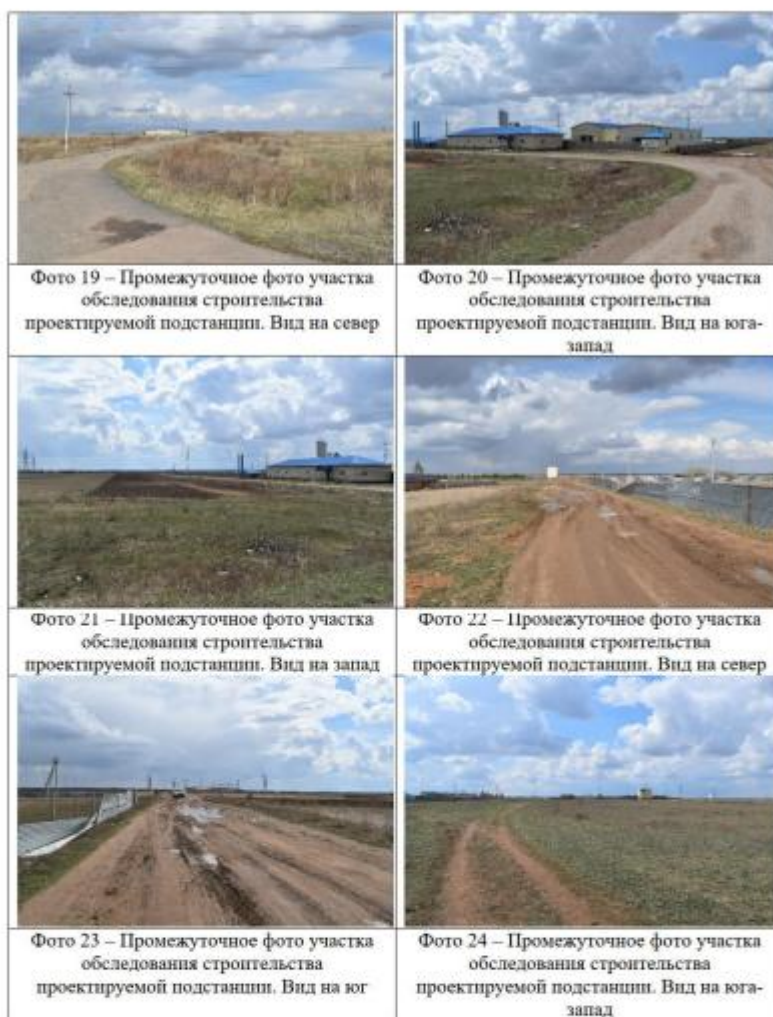 Фото 19 – Промежуточное фото участка
обследования строительства
проектируемой подстанции. Вид на север
Фото 20 – Промежуточное фото участка
обследования строительства
проектируемой подстанции. Вид на юга-
запад
Фото 21 – Промежуточное фото участка
обследования строительства
проектируемой подстанции. Вид на запад
Фото 22 – Промежуточное фото участка
обследования строительства
проектируемой подстанции. Вид на север
Фото 23 – Промежуточное фото участка
обследования строительства
проектируемой подстанции. Вид на юг
Фото 24 – Промежуточное фото участка
обследования строительства
проектируемой подстанции. Вид на юга-
запад